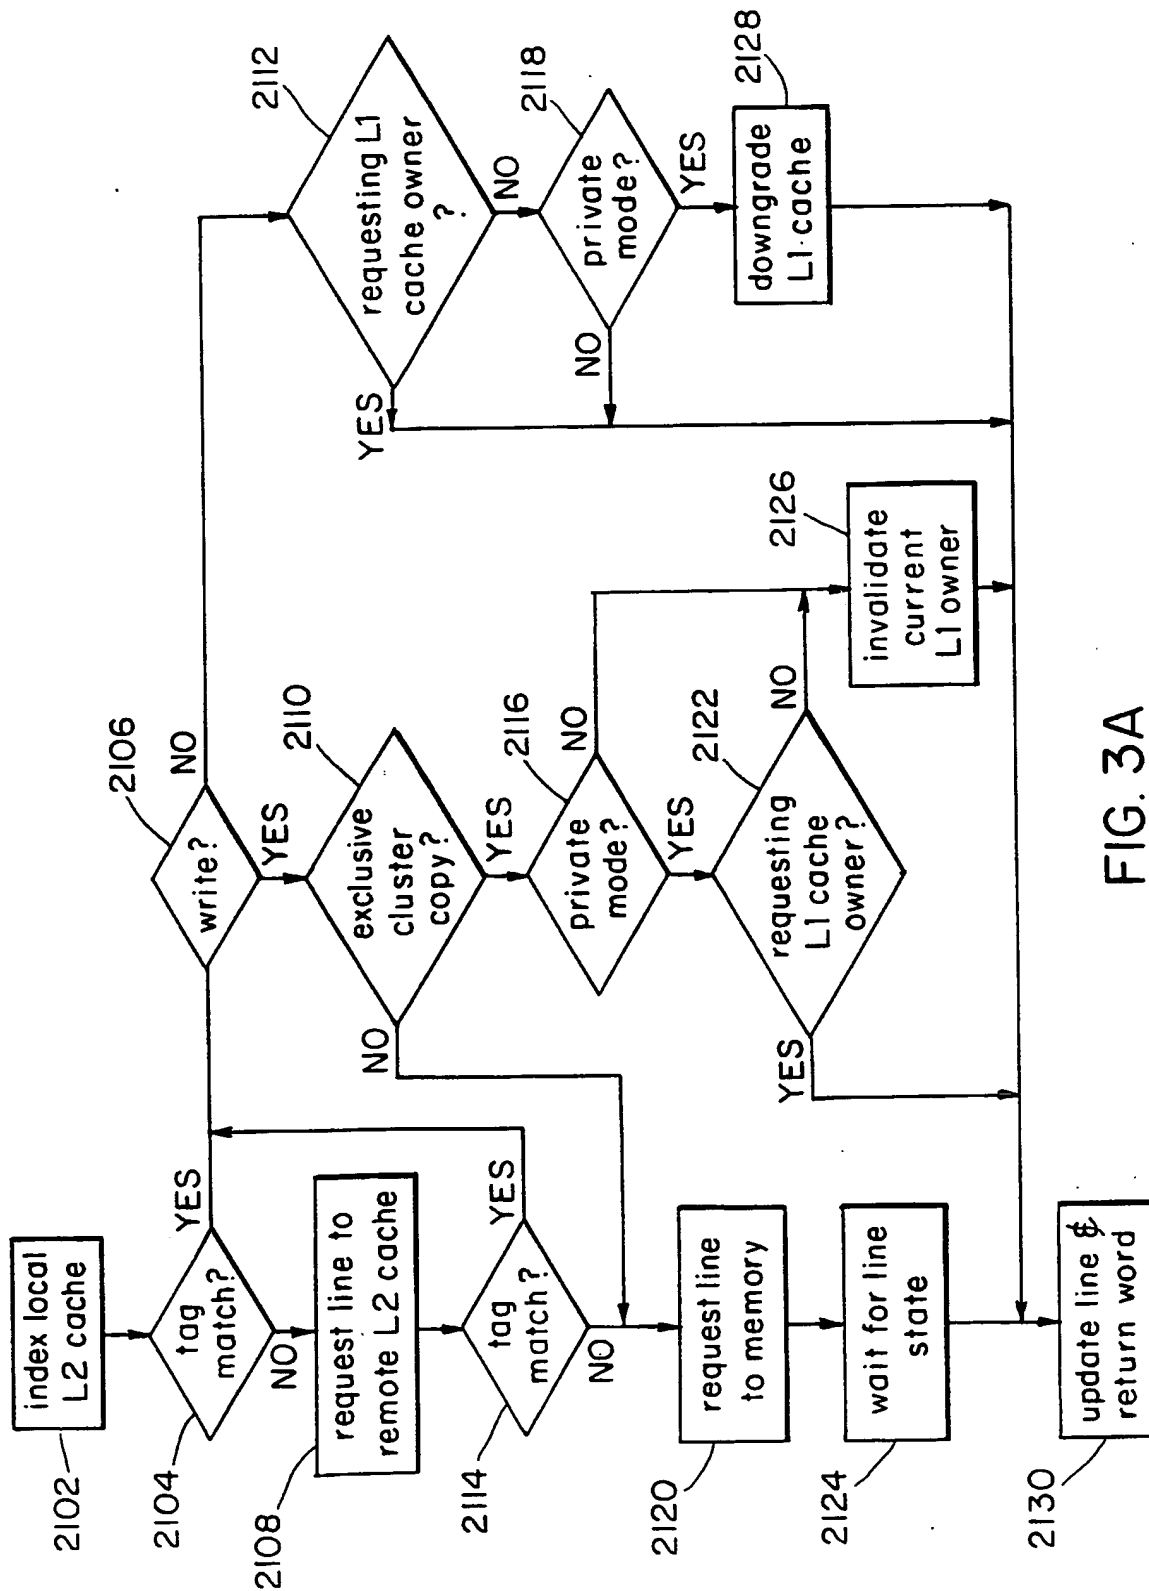 index local
L2 cache
2102
tag
match?
2104
YES
NO
request line to
remote L2 cache
2108
tag
match?
2114
YES
NO
request line
to memory
2120
wait for line
state
2124
update line &
return word
2130
write?
2106
NO
YES
exclusive
cluster
copy?
2110
NO
YES
private
mode?
2116
NO
YES
requesting
L1 cache
owner?
2122
NO
YES
invalidate
current
L1 owner
2126
requesting L1
cache owner
?
2112
YES
NO
private
mode?
2118
NO
YES
downgrade
L1 cache
2128
FIG. 3A